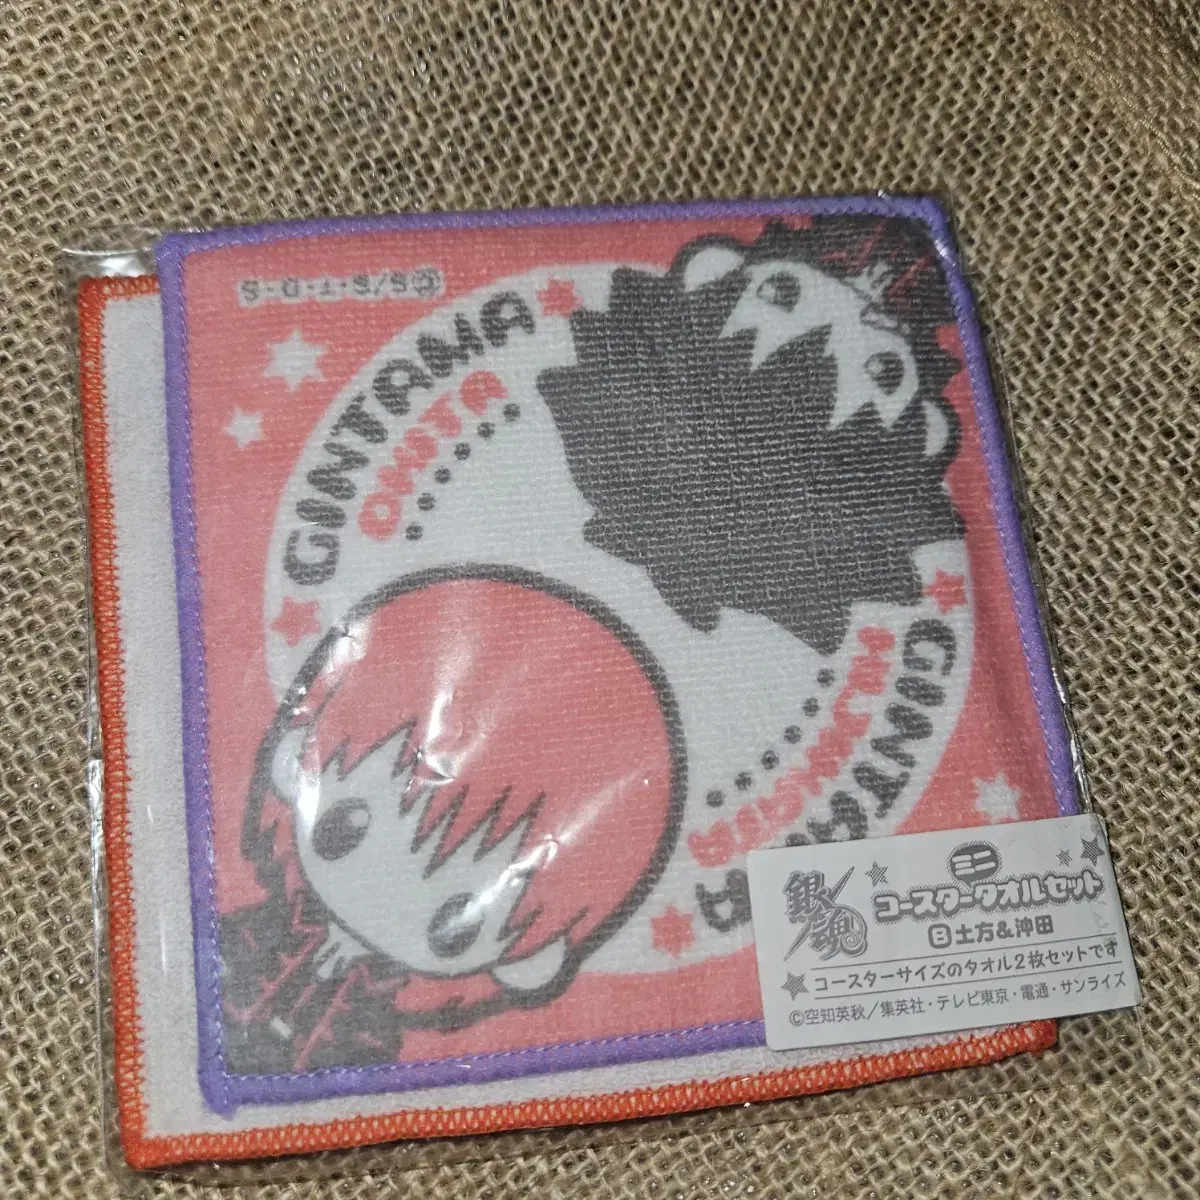 ©S·H/S·T·D·S
GINTAMA
OKITA
GINTAMA
HIJIKATA
銀魂
ミニ
コースタータオルセット
B土方&沖田
コースターサイズのタオル2枚セットです
©空知英秋/集英社・テレビ東京・電通・サンライズ